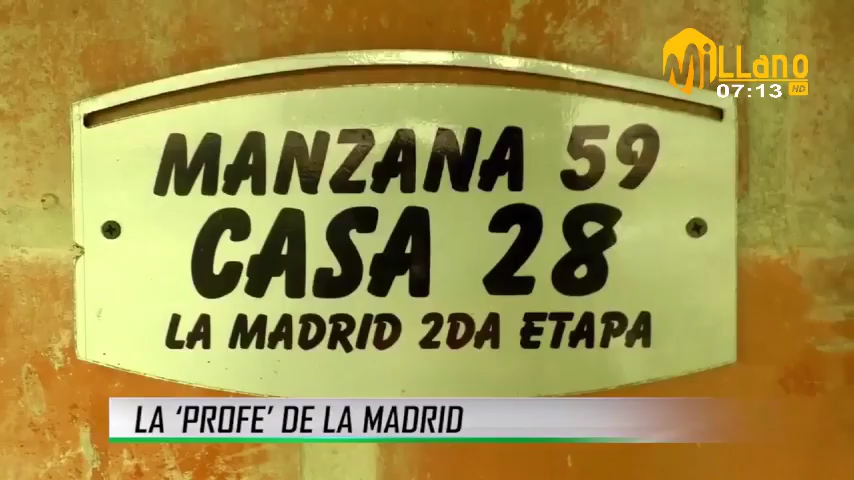 Millano
07:13 HD
MANZANA 59
CASA 28
LA MADRID 2DA ETAPA
LA ‘PROFE’ DE LA MADRID